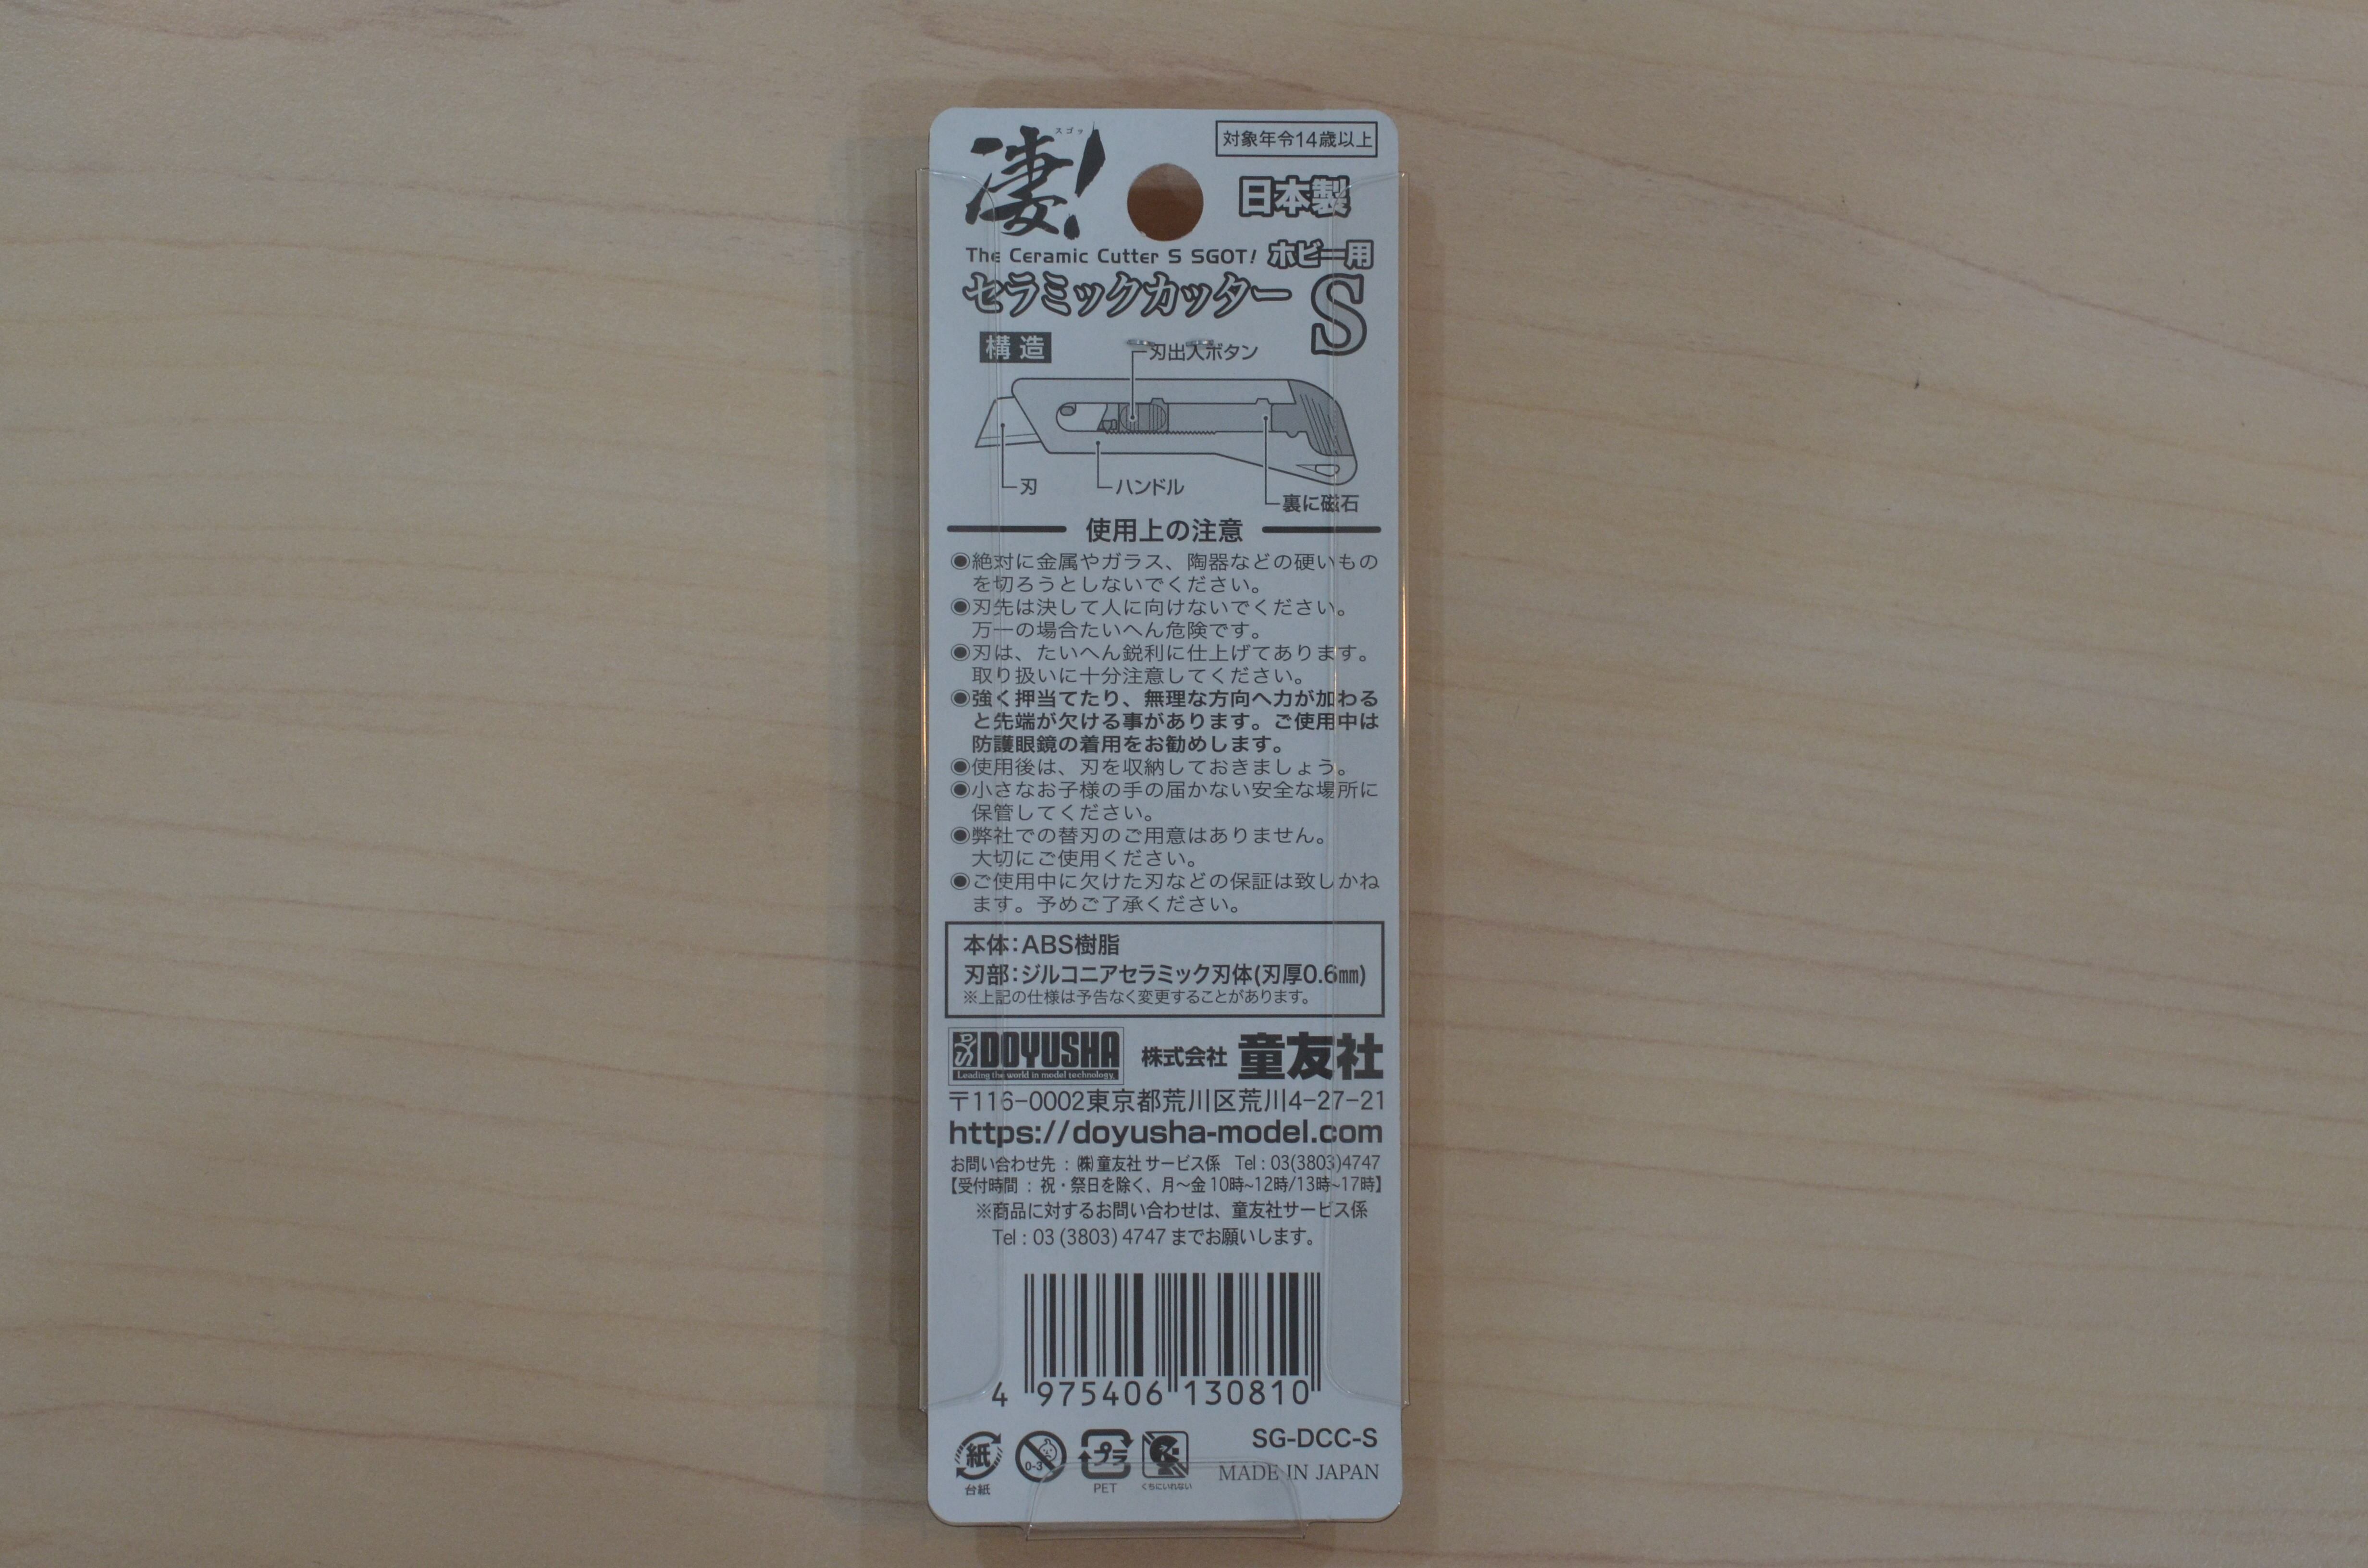 対象年令14歳以上
スゴッ
凄!
日本製
The Ceramic Cutter S SGOT! ホビー用
セラミックカッター S
構造
刃出入ボタン
刃
ハンドル
裏に磁石
使用上の注意
◉絶対に金属やガラス、陶器などの硬いもの
を切ろうとしないでください。
◉刃先は決して人に向けないでください。
万一の場合たいへん危険です。
◉刃は、たいへん鋭利に仕上げてあります。
取り扱いに十分注意してください。
◉強く押当てたり、無理な方向へ力が加わる
と先端が欠ける事があります。ご使用中は
防護眼鏡の着用をお勧めします。
◉使用後は、刃を収納しておきましょう。
◉小さなお子様の手の届かない安全な場所に
保管してください。
◉弊社での替刃のご用意はありません。
大切にご使用ください。
◉ご使用中に欠けた刃などの保証は致しかね
ます。予めご了承ください。
本体:ABS樹脂
刃部:ジルコニアセラミック刃体(刃厚0.6㎜)
※上記の仕様は予告なく変更することがあります。
DOYUSHA 株式会社 童友社
Leading the world in model technology.
〒116-0002東京都荒川区荒川4-27-21
https://doyusha-model.com
お問い合わせ先:㈱童友社 サービス係 Tel:03(3803)4747
【受付時間:祝・祭日を除く、月〜金 10時~12時/13時~17時】
※商品に対するお問い合わせは、童友社サービス係
Tel:03(3803)4747までお願いします。
4 975406 130810
紙
台紙
0-3
プラ
PET
くちにいれない
SG-DCC-S
MADE IN JAPAN